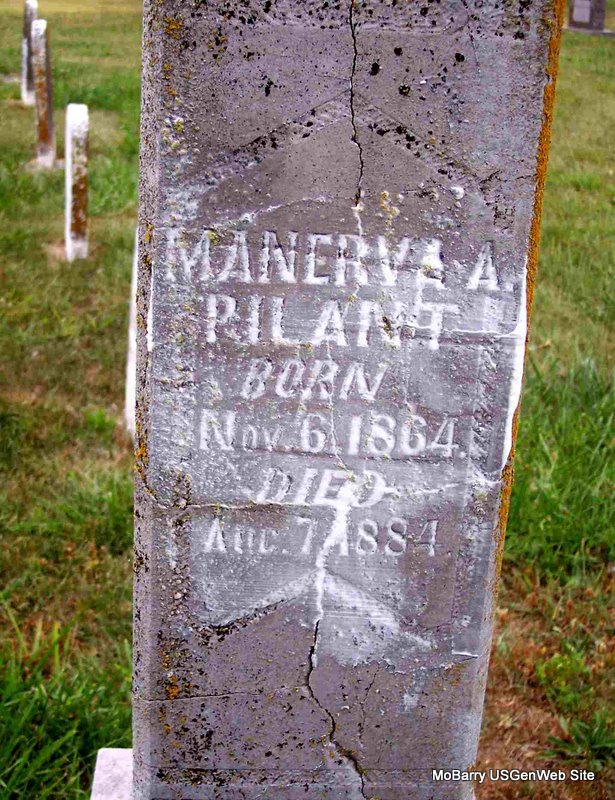 MANERVA A.
PILANT
BORN
Nov. 6, 1864.
DIED
Aug. 7, 1884
MoBarry USGenWeb Site